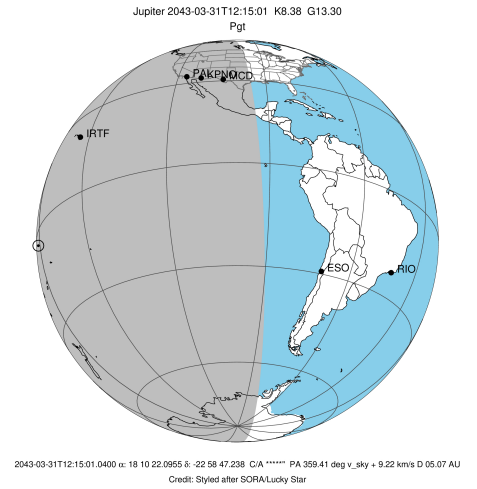 Jupiter 2043-03-31T12:15:01 K8.38 G13.30
Pgt
PAL
KPNO
MCD
IRTF
ESO
RIO
2043-03-31T12:15:01.0400 α: 18 10 22.0955 δ: -22 58 47.238 C/A *****" PA 359.41 deg v_sky + 9.22 km/s D 05.07 AU
Credit: Styled after SORA/Lucky Star